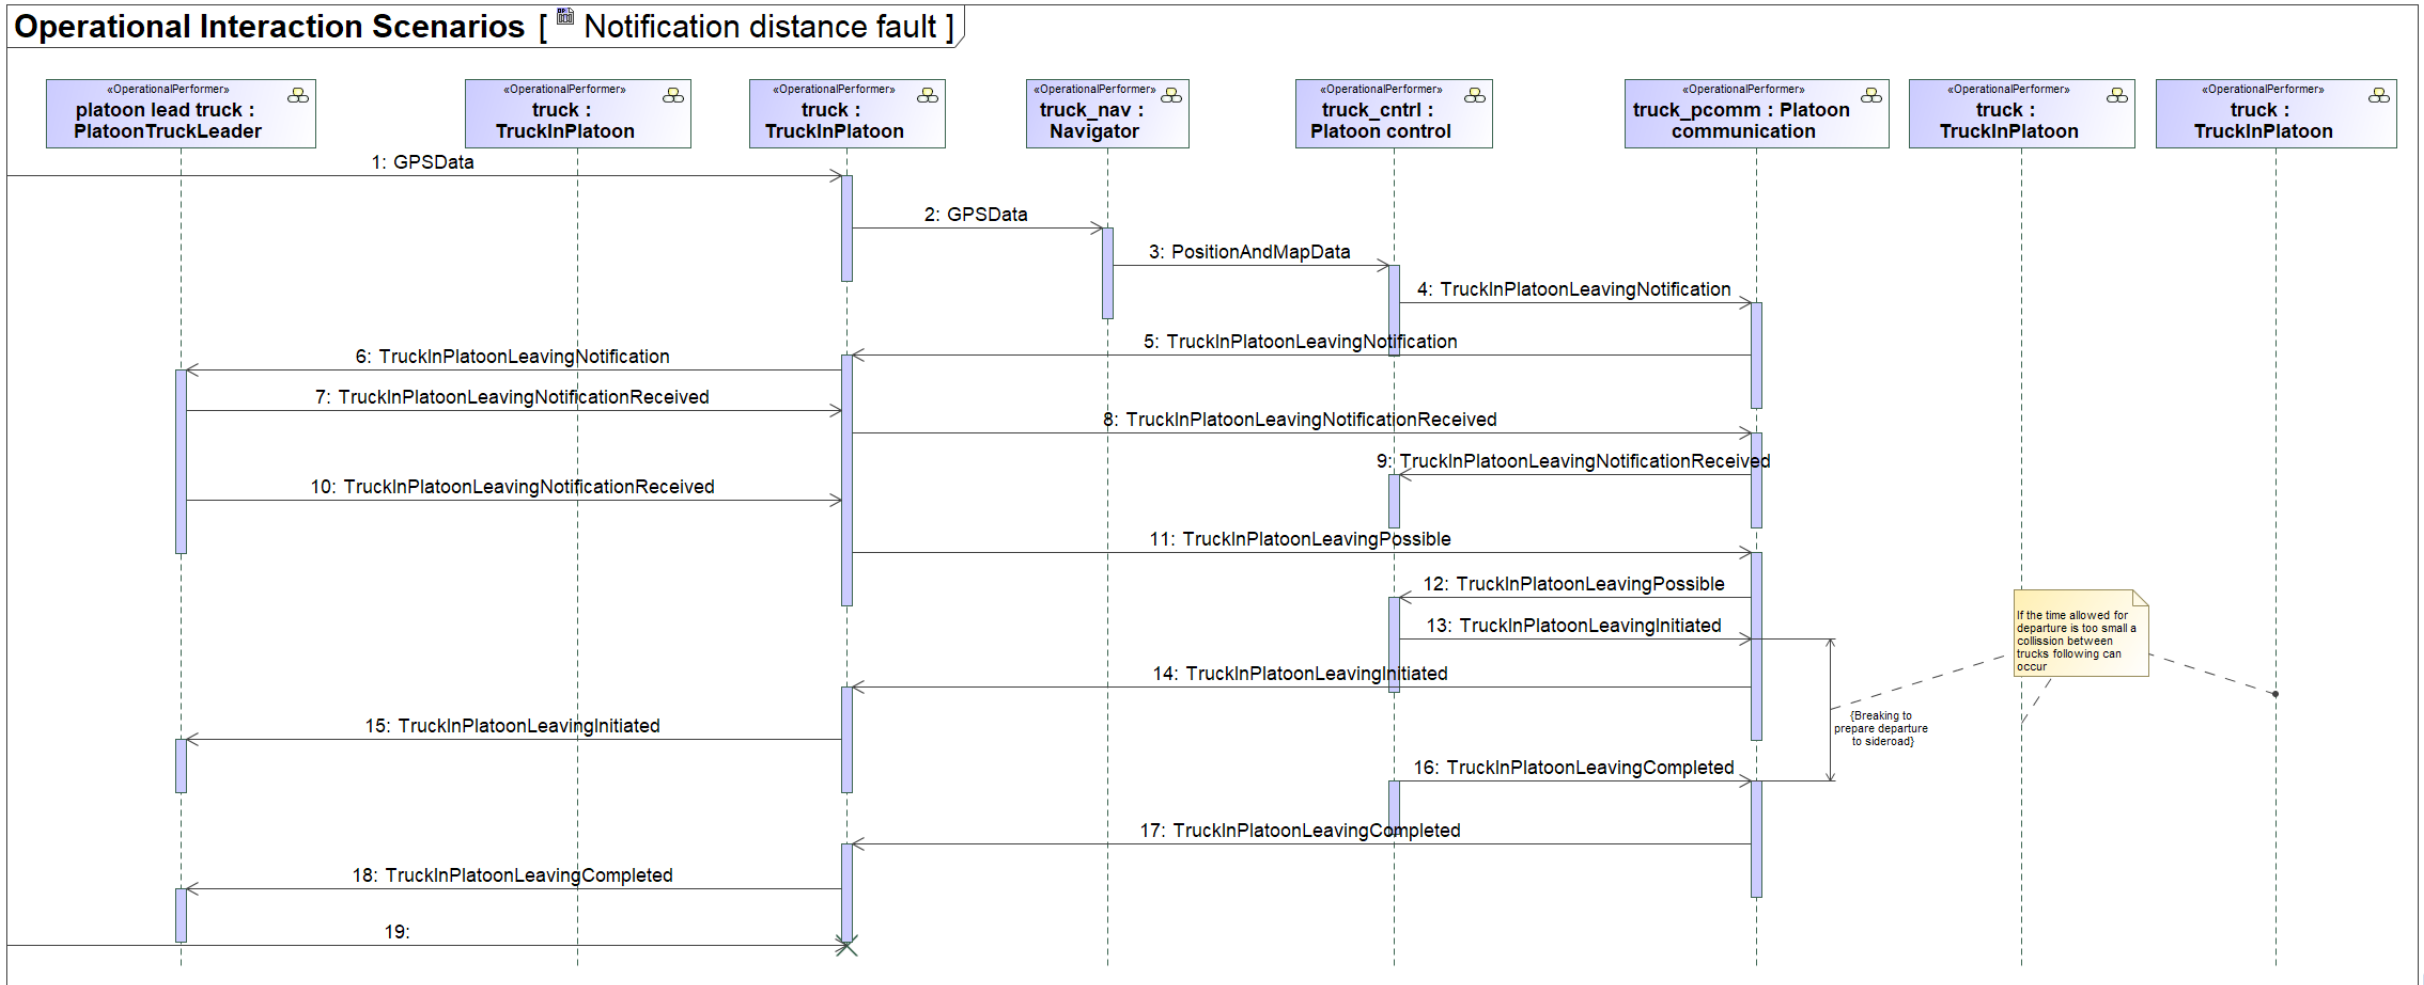 Operational Interaction Scenarios [ Notification distance fault ]
«OperationalPerformer»
platoon lead truck :
PlatoonTruckLeader
«OperationalPerformer»
truck :
TruckInPlatoon
«OperationalPerformer»
truck :
TruckInPlatoon
«OperationalPerformer»
truck_nav :
Navigator
«OperationalPerformer»
truck_cntrl :
Platoon control
«OperationalPerformer»
truck_pcomm : Platoon
communication
«OperationalPerformer»
truck :
TruckInPlatoon
«OperationalPerformer»
truck :
TruckInPlatoon
1: GPSData
2: GPSData
3: PositionAndMapData
4: TruckInPlatoonLeavingNotification
5: TruckInPlatoonLeavingNotification
6: TruckInPlatoonLeavingNotification
7: TruckInPlatoonLeavingNotificationReceived
8: TruckInPlatoonLeavingNotificationReceived
9: TruckInPlatoonLeavingNotificationReceived
10: TruckInPlatoonLeavingNotificationReceived
11: TruckInPlatoonLeavingPossible
12: TruckInPlatoonLeavingPossible
13: TruckInPlatoonLeavingInitiated
If the time allowed for
departure is too small a
collission between
trucks following can
occur
14: TruckInPlatoonLeavingInitiated
15: TruckInPlatoonLeavingInitiated
{Breaking to
prepare departure
to sideroad}
16: TruckInPlatoonLeavingCompleted
17: TruckInPlatoonLeavingCompleted
18: TruckInPlatoonLeavingCompleted
19: